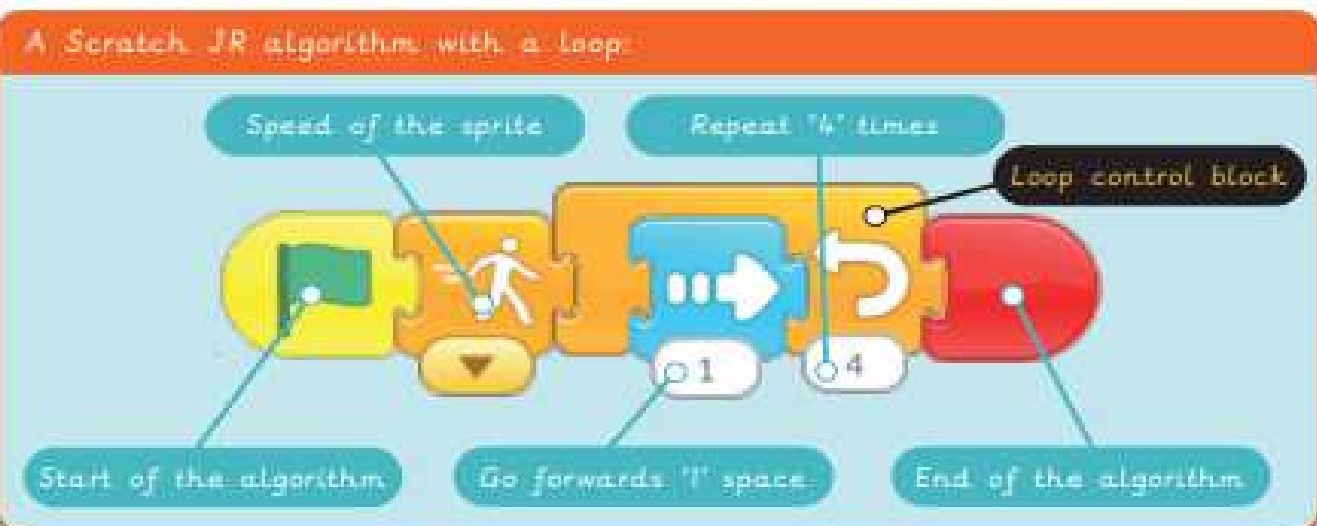 A Scratch JR algorithm with a loop:
Speed of the sprite
Repeat '4' times
Loop control block
1
4
Start of the algorithm
Go forwards '1' space
End of the algorithm